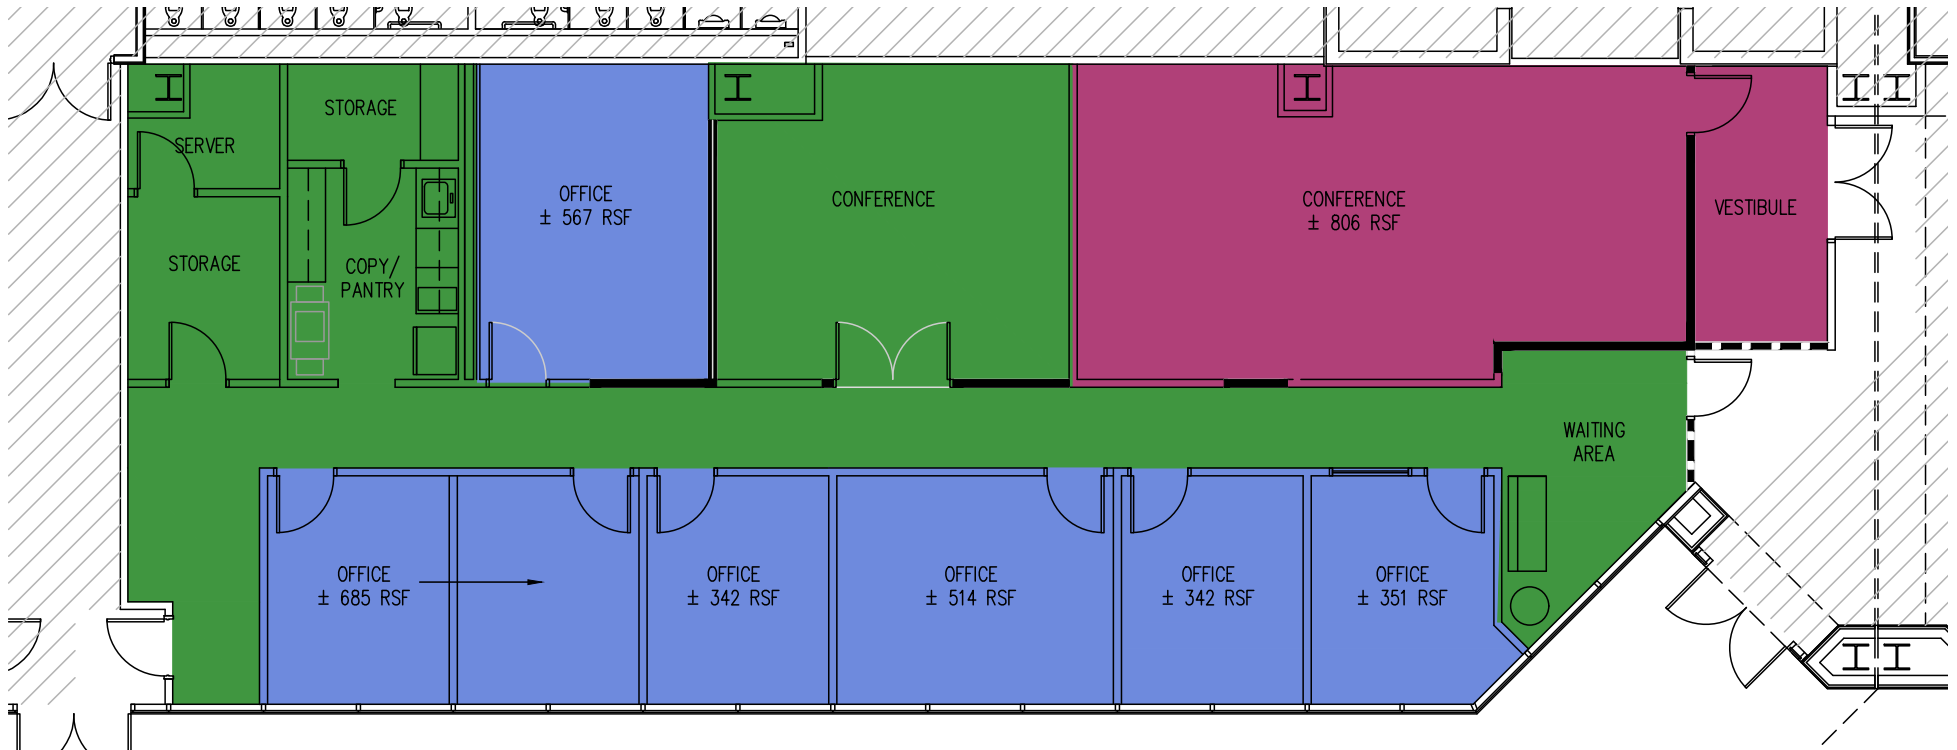 STORAGE
SERVER
OFFICE
± 567 RSF
CONFERENCE
CONFERENCE
± 806 RSF
VESTIBULE
STORAGE
COPY/
PANTRY
WAITING
AREA
OFFICE
± 685 RSF
OFFICE
± 342 RSF
OFFICE
± 514 RSF
OFFICE
± 342 RSF
OFFICE
± 351 RSF